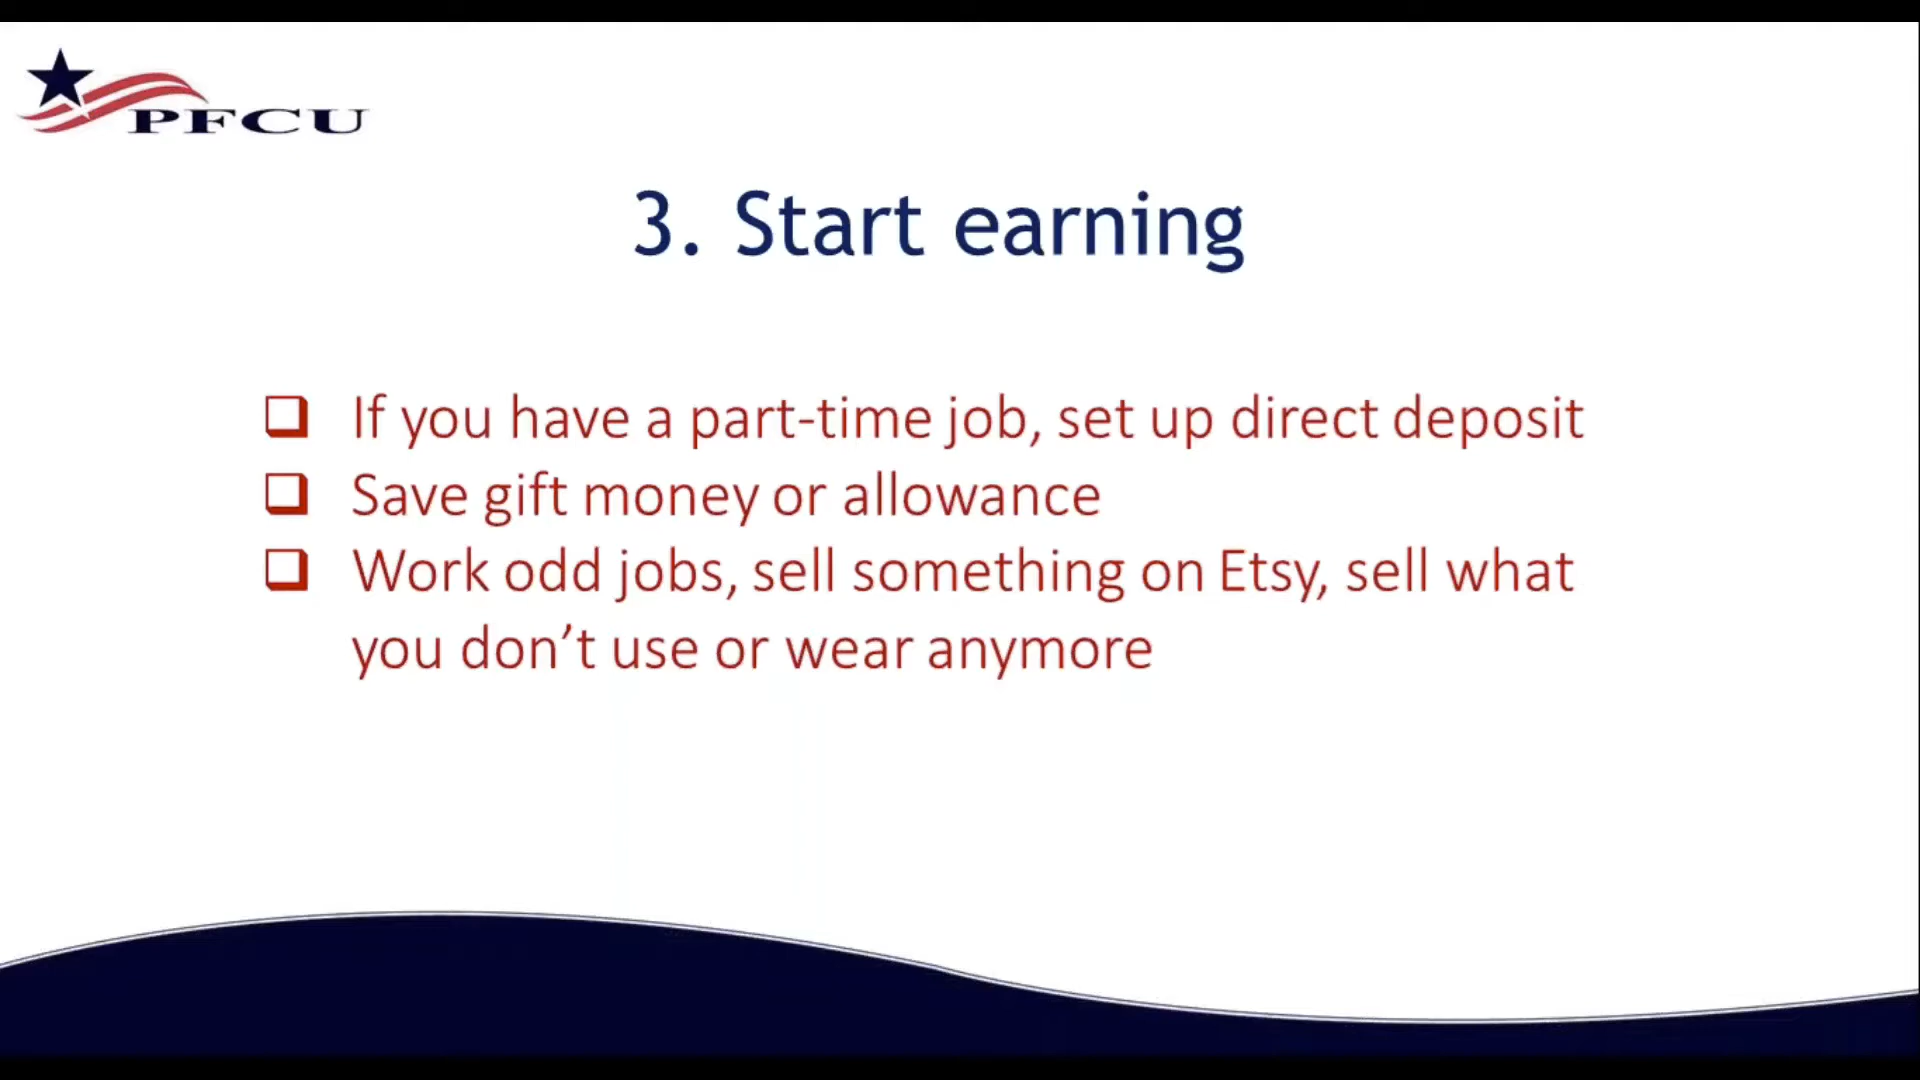 PFCU
3. Start earning
If you have a part-time job, set up direct deposit
Save gift money or allowance
Work odd jobs, sell something on Etsy, sell what
you don’t use or wear anymore